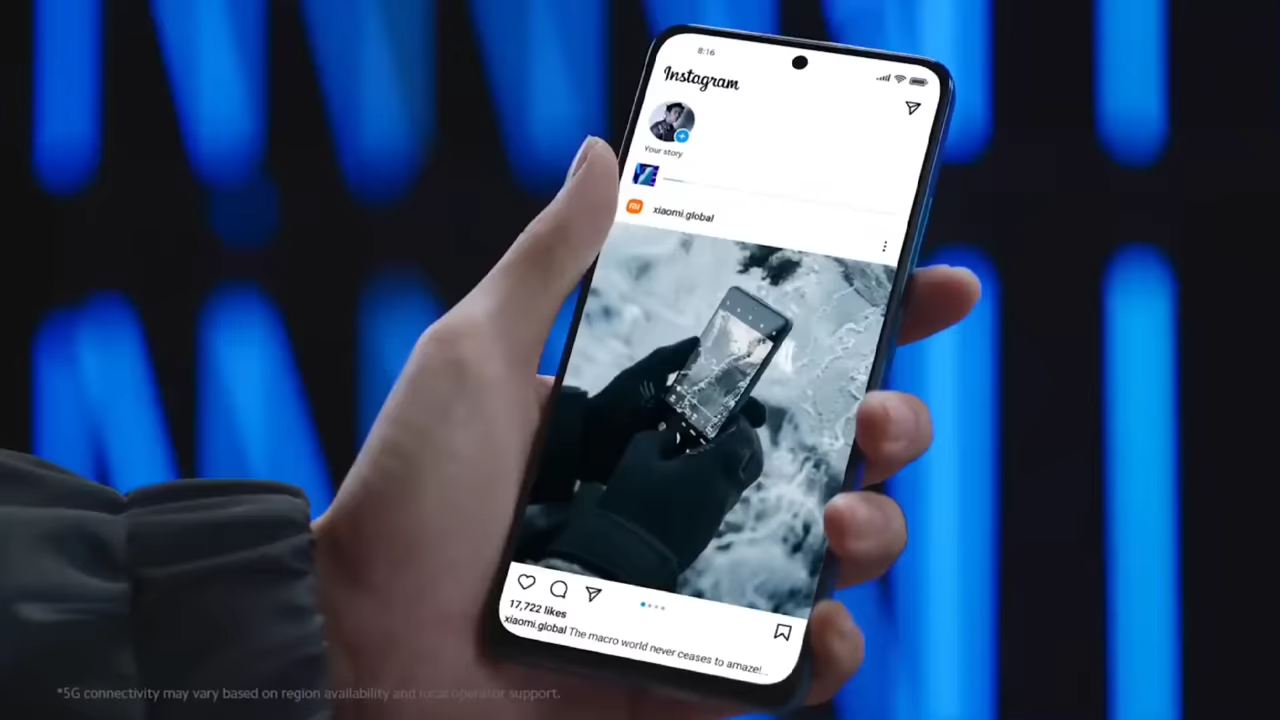 8:16
Instagram
Your story
xiaomi.global
17,722 likes
xiaomi.global The macro world never ceases to amaze!...
*5G connectivity may vary based on region availability and local operator support.